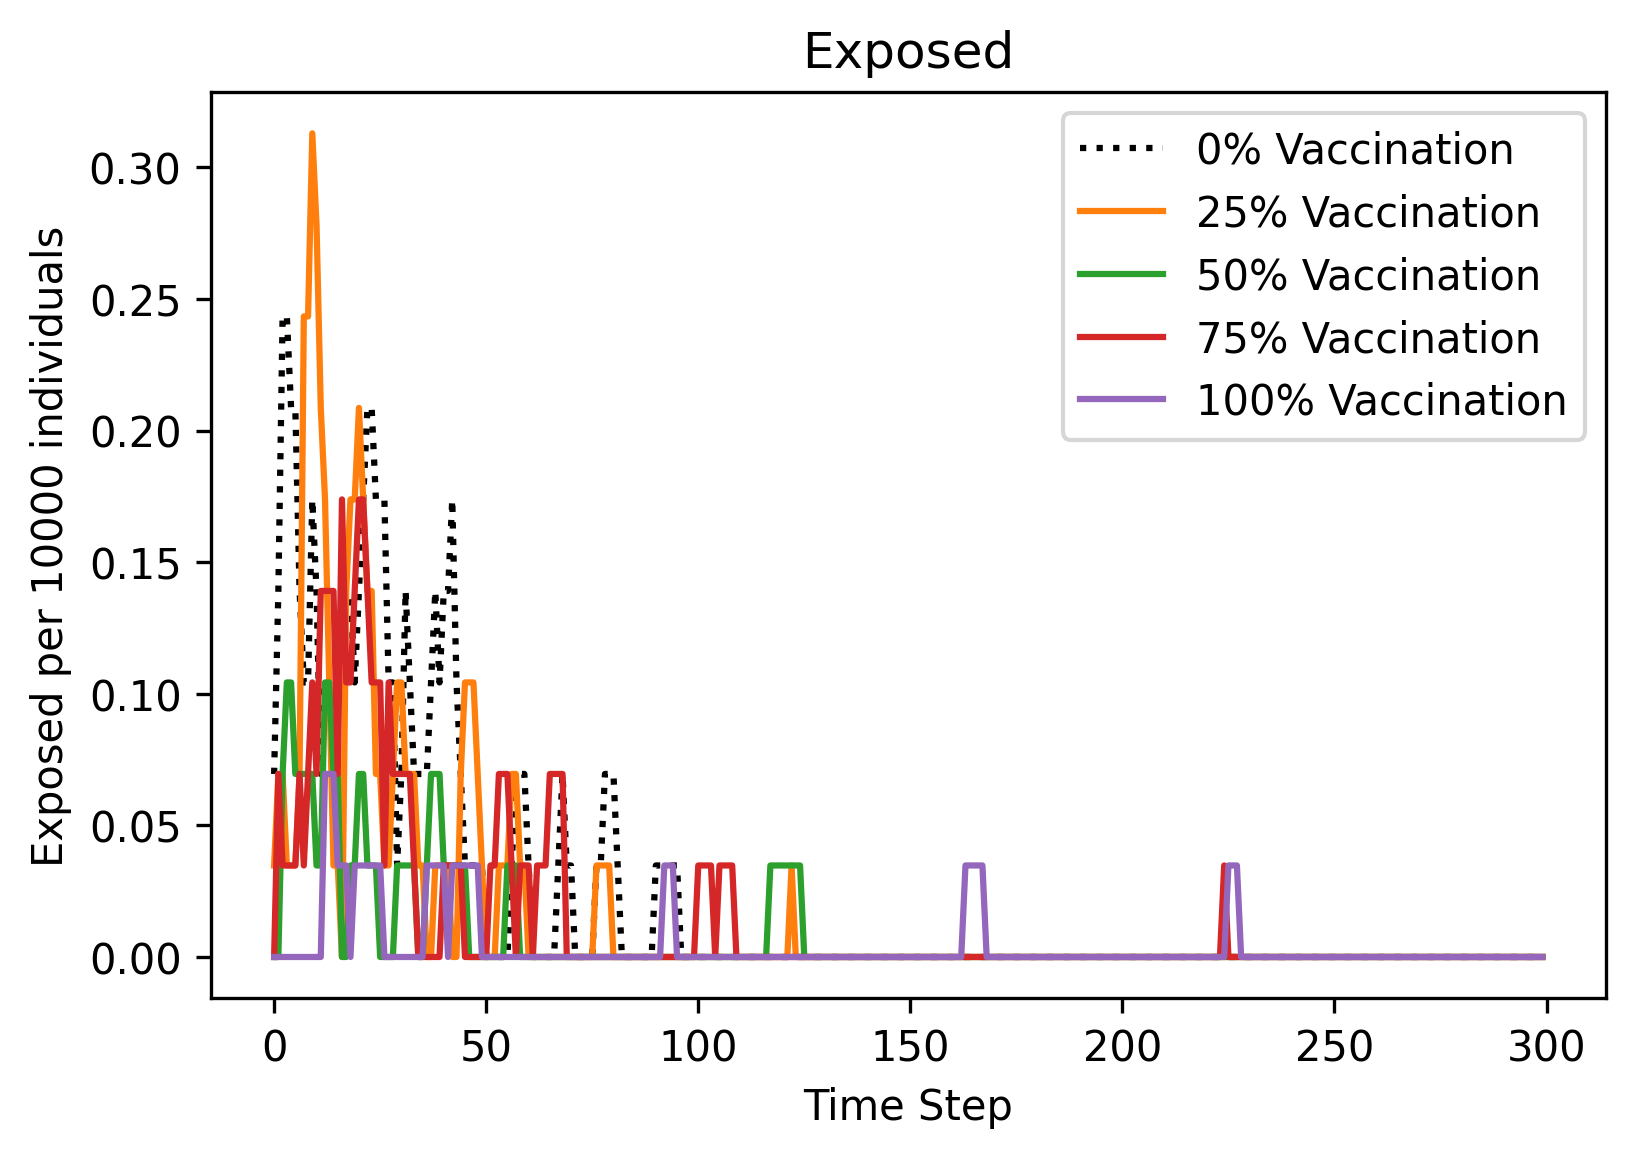 Exposed
Exposed per 10000 individuals
0.30
0.25
0.20
0.15
0.10
0.05
0.00
0% Vaccination
25% Vaccination
50% Vaccination
75% Vaccination
100% Vaccination
0 50 100 150 200 250 300
Time Step